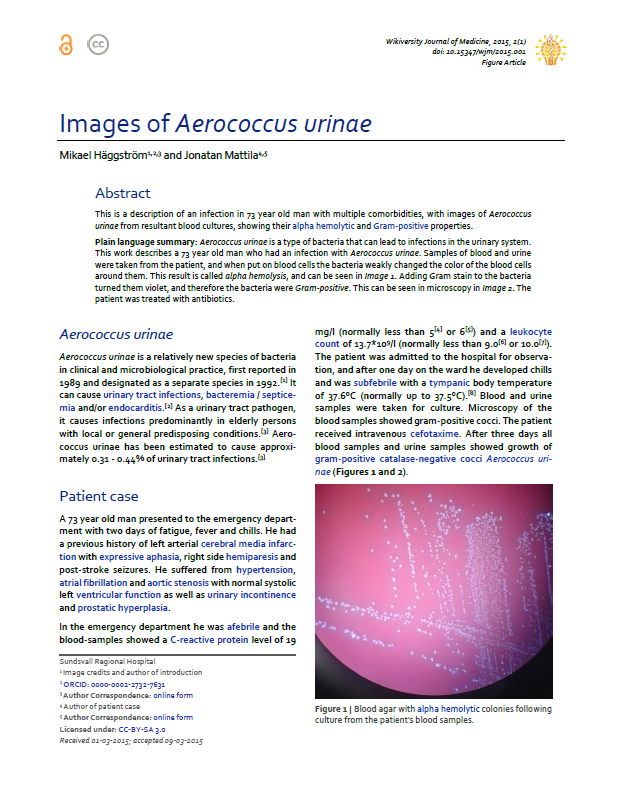 cc
Wikiversity Journal of Medicine, 2015, 2(1)
doi: 10.15347/wjm/2015.001
Figure Article
Images of Aerococcus urinae
Mikael Häggström1,2,3 and Jonatan Mattila4,5
Abstract
This is a description of an infection in 73 year old man with multiple comorbidities, with images of Aerococcus
urinae from resultant blood cultures, showing their alpha hemolytic and Gram-positive properties.
Plain language summary: Aerococcus urinae is a type of bacteria that can lead to infections in the urinary system.
This work describes a 73 year old man who had an infection with Aerococcus urinae. Samples of blood and urine
were taken from the patient, and when put on blood cells the bacteria weakly changed the color of the blood cells
around them. This result is called alpha hemolysis, and can be seen in Image 1. Adding Gram stain to the bacteria
turned them violet, and therefore the bacteria were Gram-positive. This can be seen in microscopy in Image 2. The
patient was treated with antibiotics.
Aerococcus urinae
Aerococcus urinae is a relatively new species of bacteria
in clinical and microbiological practice, first reported in
1989 and designated as a separate species in 1992.[1] It
can cause urinary tract infections, bacteremia / septice-
mia and/or endocarditis.[2] As a urinary tract pathogen,
it causes infections predominantly in elderly persons
with local or general predisposing conditions.[3] Aero-
coccus urinae has been estimated to cause approxi-
mately 0.31 - 0.44% of urinary tract infections.[3]
Patient case
A 73 year old man presented to the emergency depart-
ment with two days of fatigue, fever and chills. He had
a previous history of left arterial cerebral media infarc-
tion with expressive aphasia, right side hemiparesis and
post-stroke seizures. He suffered from hypertension,
atrial fibrillation and aortic stenosis with normal systolic
left ventricular function as well as urinary incontinence
and prostatic hyperplasia.
In the emergency department he was afebrile and the
blood-samples showed a C-reactive protein level of 19
Sundsvall Regional Hospital
1 Image credits and author of introduction
2 ORCID: 0000-0002-2732-7631
3 Author Correspondence: online form
4 Author of patient case
5 Author Correspondence: online form
Licensed under: CC-BY-SA 3.0
Received 01-03-2015; accepted 09-03-2015
mg/l (normally less than 5[4] or 6[5]) and a leukocyte
count of 13.7*10⁹/l (normally less than 9.0[6] or 10.0[7]).
The patient was admitted to the hospital for observa-
tion, and after one day on the ward he developed chills
and was subfebrile with a tympanic body temperature
of 37.6°C (normally up to 37.5°C).[8] Blood and urine
samples were taken for culture. Microscopy of the
blood samples showed gram-positive cocci. The patient
received intravenous cefotaxime. After three days all
blood samples and urine samples showed growth of
gram-positive catalase-negative cocci Aerococcus uri-
nae (Figures 1 and 2).
Figure 1 | Blood agar with alpha hemolytic colonies following
culture from the patient's blood samples.